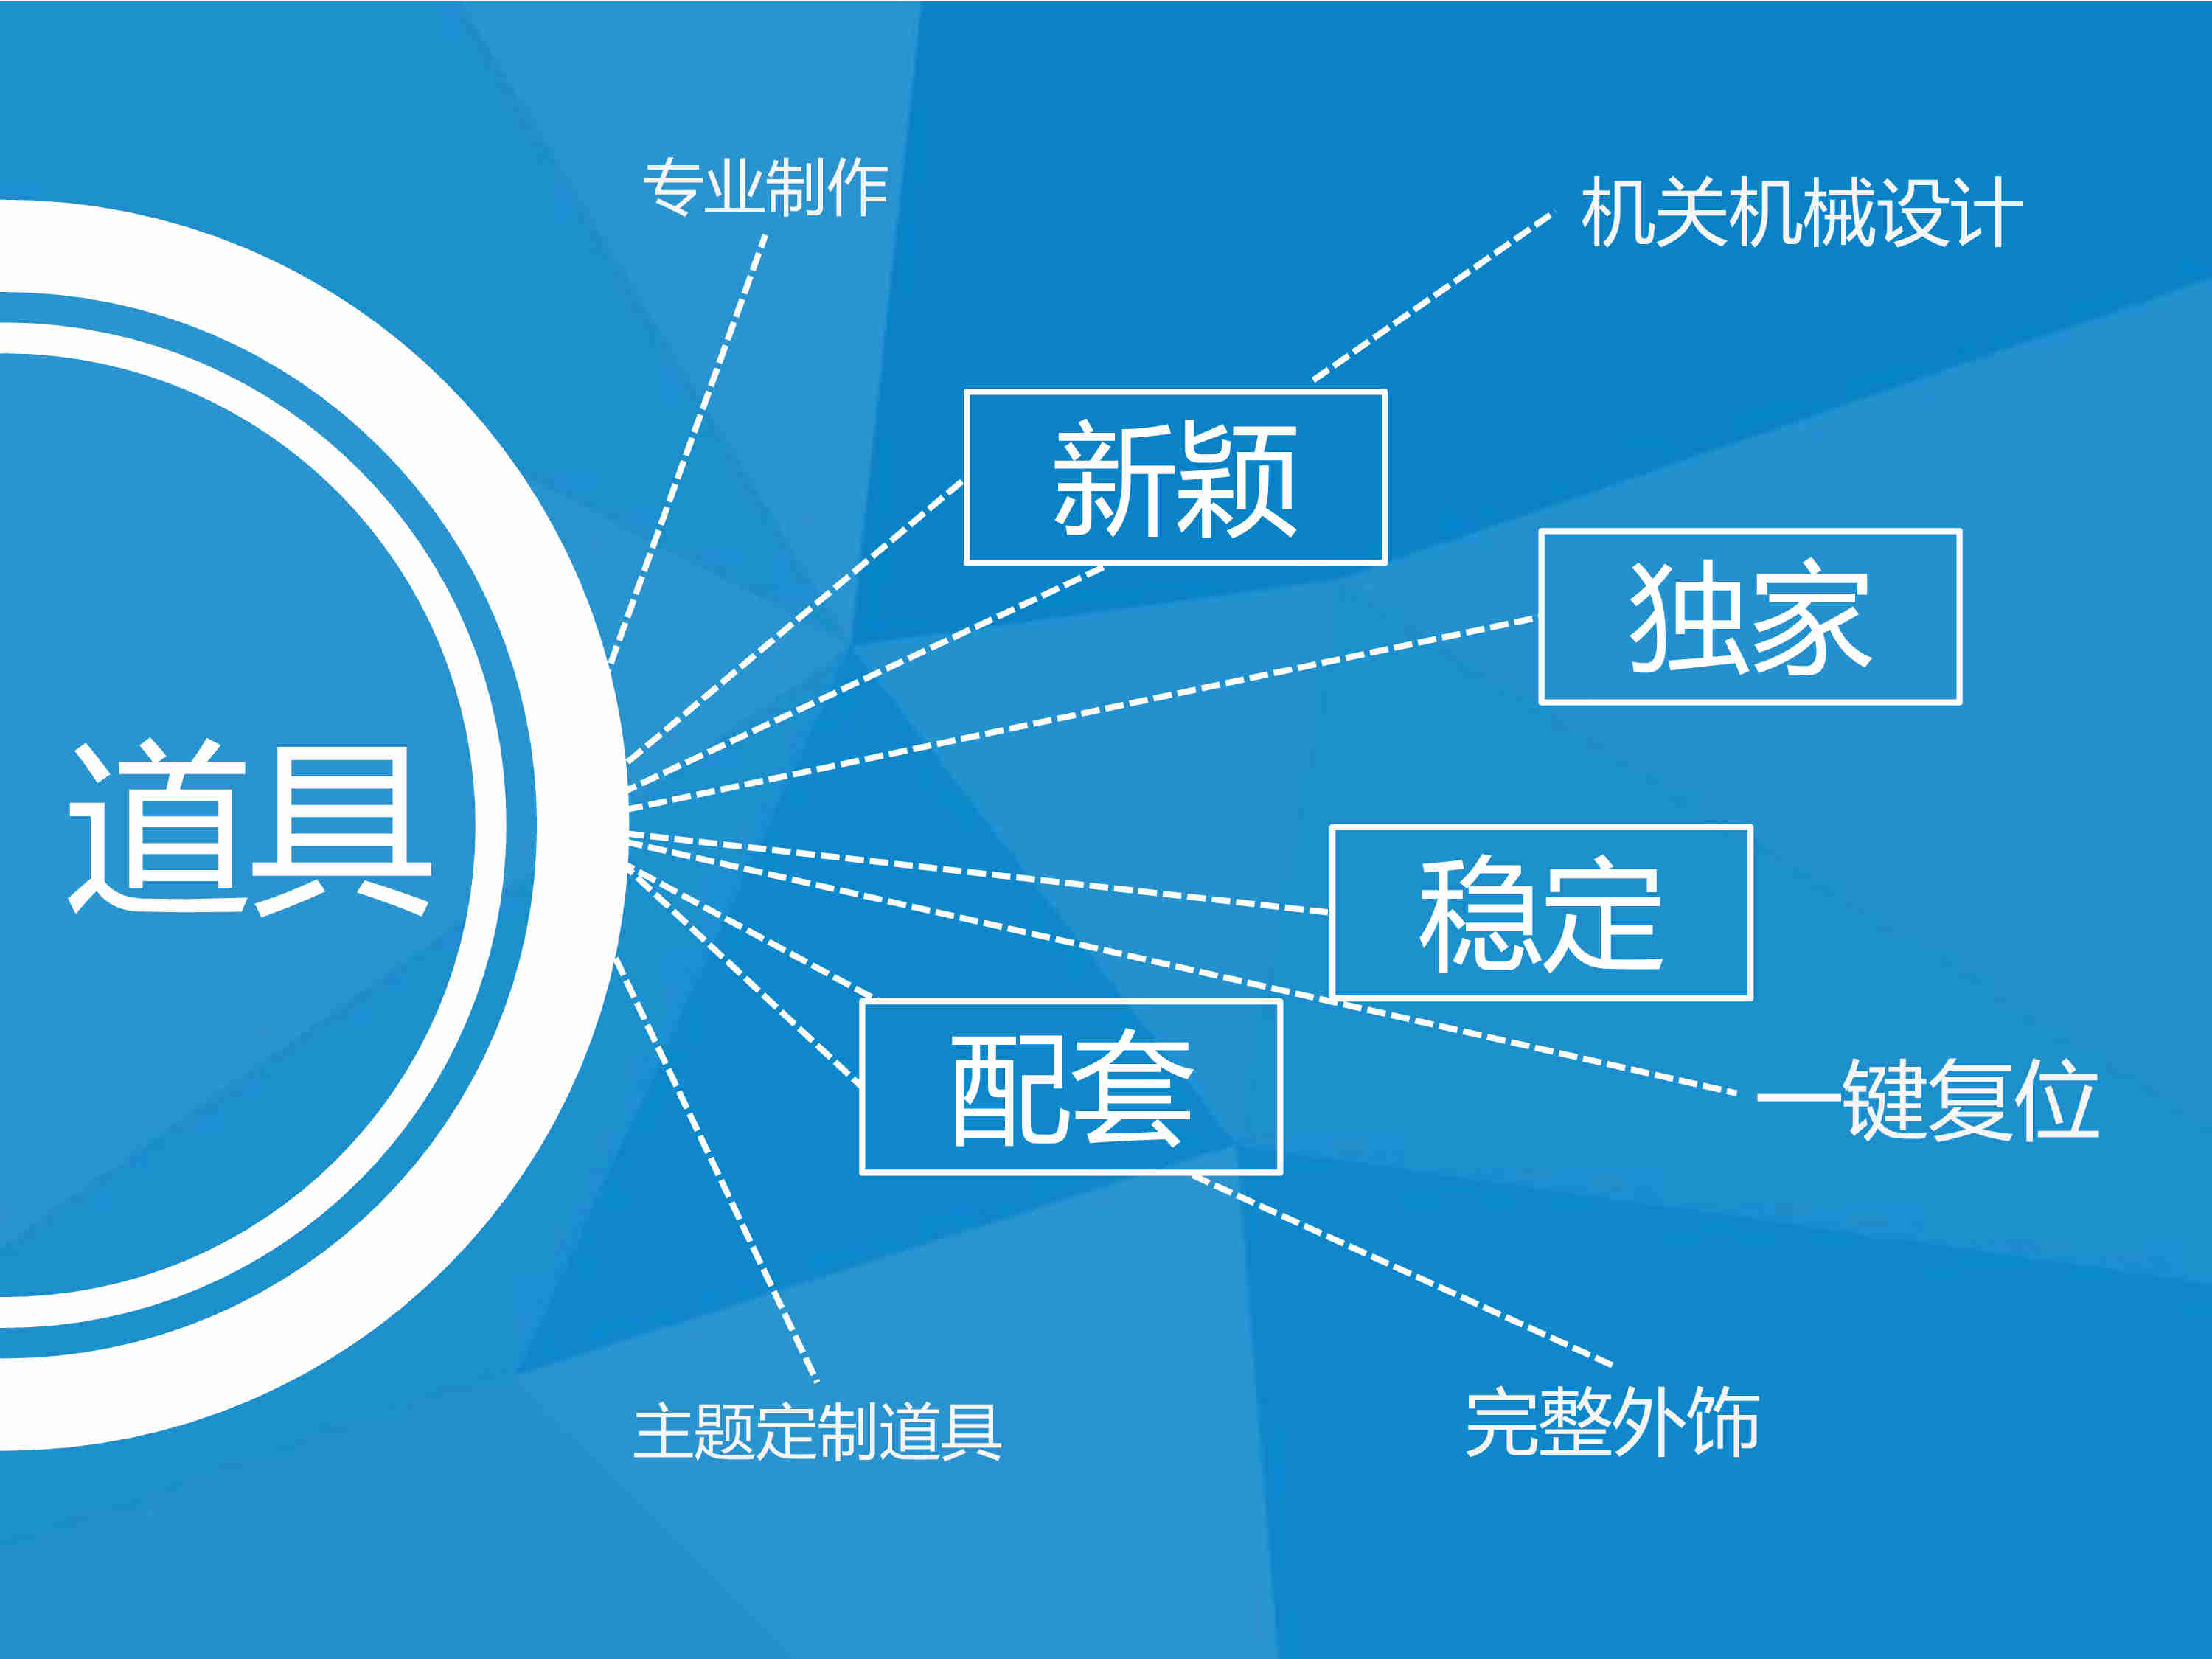 专业制作
机关机械设计
新颖
独家
道具
稳定
配套
一键复位
主题定制道具
完整外饰